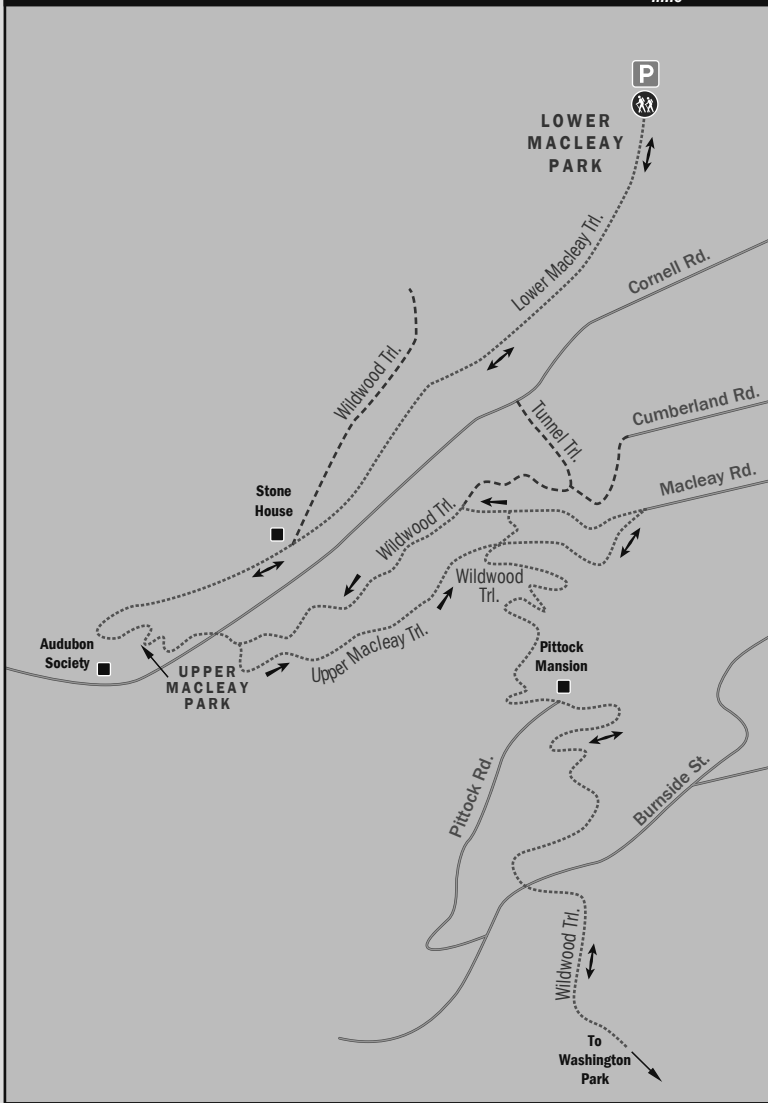 P
LOWER
MACLEAY
PARK
Lower Macleay Trl.
Cornell Rd.
Wildwood Trl.
Tunnel Trl.
Cumberland Rd.
Macleay Rd.
Stone
House
Wildwood Trl.
Wildwood
Trl.
Audubon
Society
UPPER
MACLEAY
PARK
Upper Macleay Trl.
Pittock
Mansion
Pittock Rd.
Burnside St.
Wildwood Trl.
To
Washington
Park